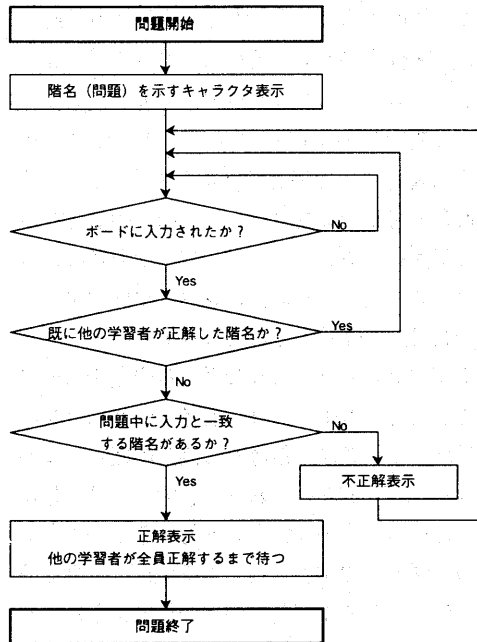 問題開始
階名（問題）を示すキャラクタ表示
ボードに入力されたか？
No
Yes
既に他の学習者が正解した階名か？
Yes
No
問題中に入力と一致
する階名があるか？
No
Yes
不正解表示
正解表示
他の学習者が全員正解するまで待つ
問題終了